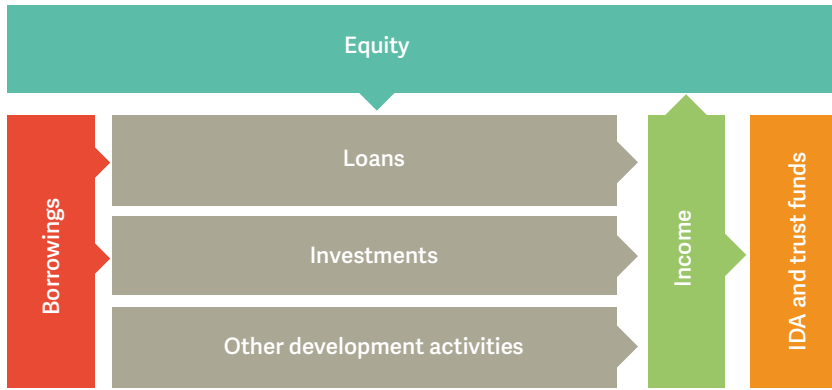 Equity
Borrowings
Loans
Investments
Other development activities
Income
IDA and trust funds